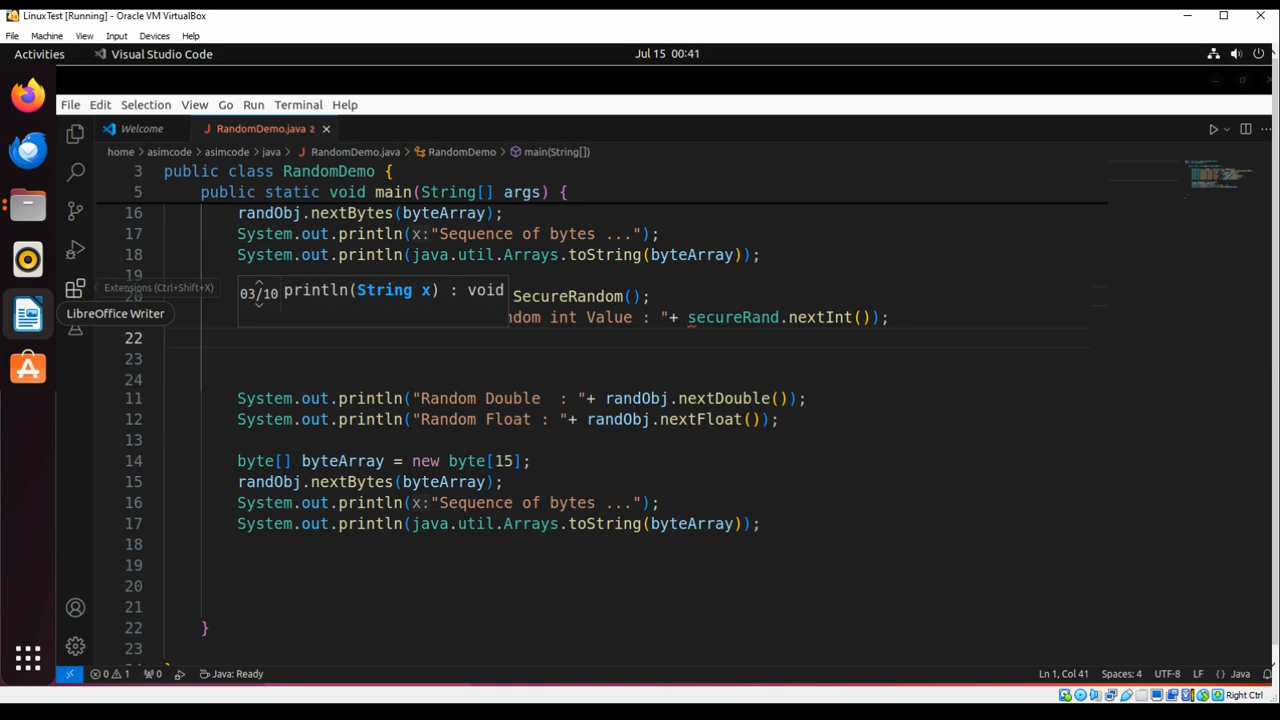 LinuxTest [Running] - Oracle VM VirtualBox
File Machine View Input Devices Help
Activities Visual Studio Code Jul 15 00:41
File Edit Selection View Go Run Terminal Help
Welcome J RandomDemo.java 2
home > asimcode > asimcode > java > J RandomDemo.java > RandomDemo > main(String[])
3 public class RandomDemo {
5 public static void main(String[] args) {
16 randObj.nextBytes(byteArray);
17 System.out.println(x:"Sequence of bytes ...");
18 System.out.println(java.util.Arrays.toString(byteArray));
19
Extensions (Ctrl+Shift+X)
03/10 println(String x) : void
SecureRandom();
LibreOffice Writer
ndom int Value : "+ secureRand.nextInt());
22
23
24
11 System.out.println("Random Double : "+ randObj.nextDouble());
12 System.out.println("Random Float : "+ randObj.nextFloat());
13
14 byte[] byteArray = new byte[15];
15 randObj.nextBytes(byteArray);
16 System.out.println(x:"Sequence of bytes ...");
17 System.out.println(java.util.Arrays.toString(byteArray));
18
19
20
21
22 }
23
0 1 0 Java: Ready Ln 1, Col 41 Spaces: 4 UTF-8 LF {} Java
Right Ctrl